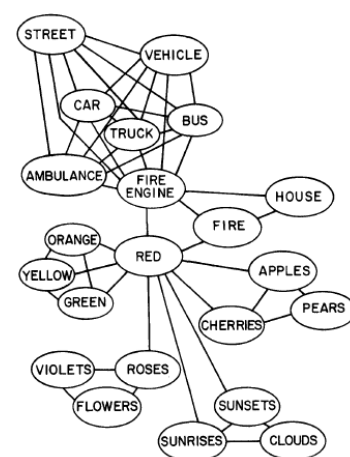 STREET
VEHICLE
CAR
TRUCK
BUS
AMBULANCE
FIRE
ENGINE
HOUSE
FIRE
ORANGE
RED
APPLES
YELLOW
GREEN
PEARS
CHERRIES
VIOLETS
ROSES
FLOWERS
SUNSETS
SUNRISES
CLOUDS